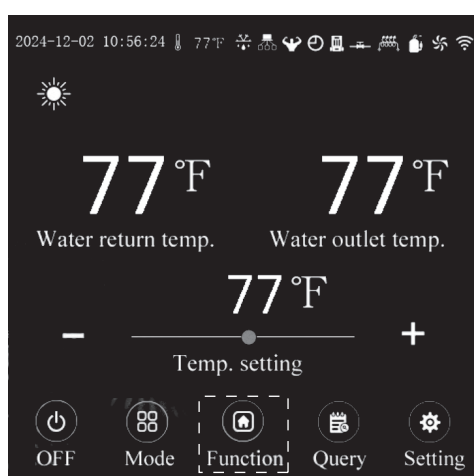 2024-12-02 10:56:24 77℉
77℉ 77℉
Water return temp. Water outlet temp.
77℉
- +
Temp. setting
OFF Mode Function Query Setting